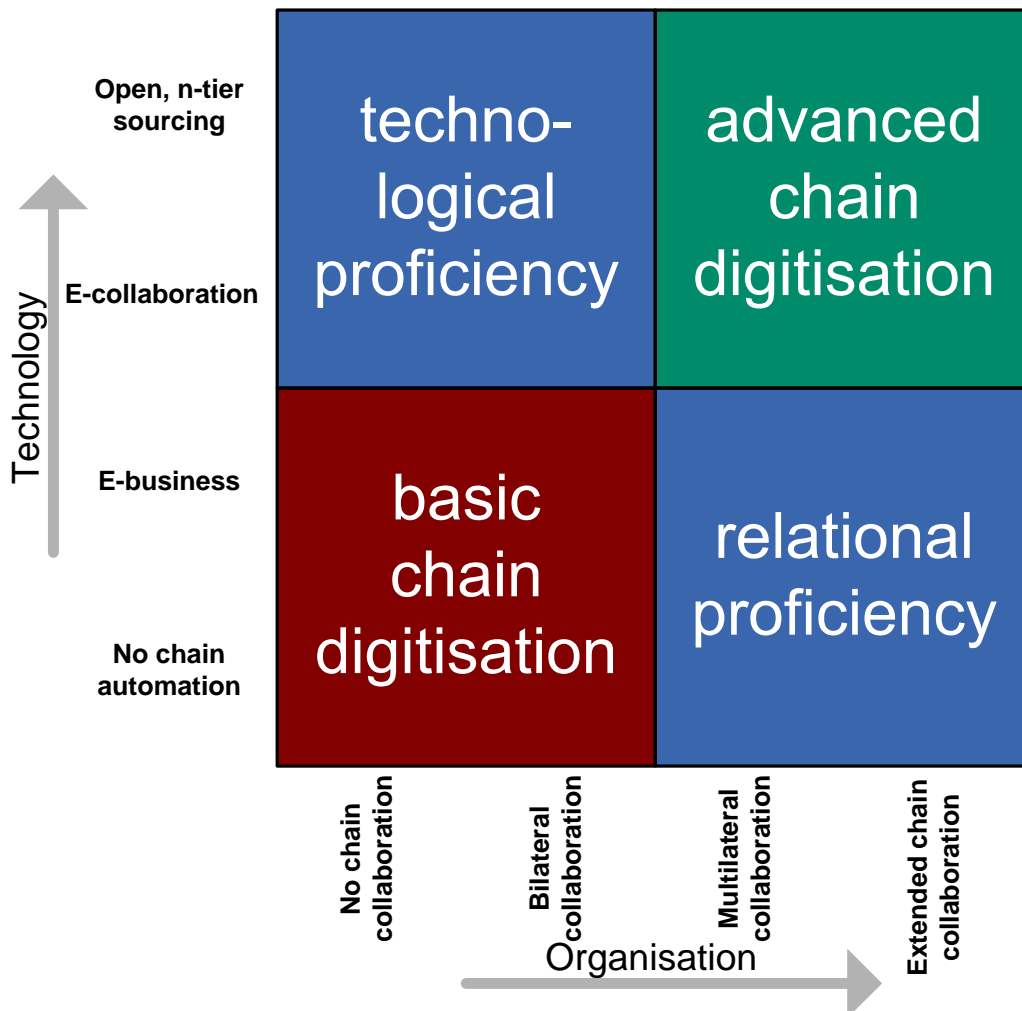 Open, n-tier
sourcing
techno-
logical
proficiency
advanced
chain
digitisation
E-collaboration
Technology
E-business
basic
chain
digitisation
relational
proficiency
No chain
automation
No chain
collaboration
Bilateral
collaboration
Multilateral
collaboration
Extended chain
collaboration
Organisation